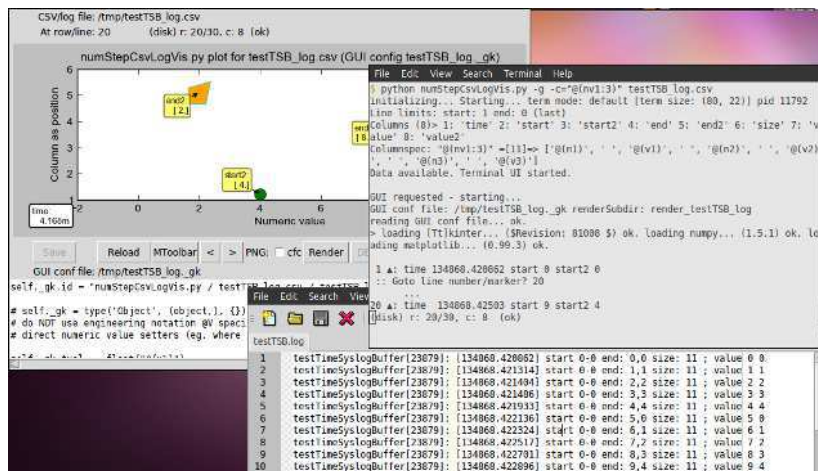 CSV/log file: /tmp/testTSB_log.csv
At row/line: 20 (disk) r: 20/30, c: 8 (ok)
numStepCsvLogVis.py plot for testTSB_log.csv (GUI config testTSB_log._gk)
Column as position
6
5
4
3
2
1
end2
[ 2.]
start2
[ 4.]
end
-2 0 2 4 6
Numeric value
time
4.166m
Save Reload MToolbar < > PNG: cfc Render
GUI conf file: /tmp/testTSB_log._gk
self._gk.id = "numStepCsvLogVis.py /
# self._gk = type('Object', (object,), {})
# do NOT use engineering notation @V speci
# direct numeric value setters (eg. where
File Edit View Search Terminal Help
$ python numStepCsvLogVis.py -g -c="@(nv1:3)" testTSB_log.csv
initializing... Starting... term mode: default [term size: (80, 22)] pid 11792
Line limits: start: 1 end: 0 (last)
Columns (8)> 1: 'time' 2: 'start' 3: 'start2' 4: 'end' 5: 'end2' 6: 'size' 7: 'v
alue' 8: 'value2'
Columnspec: "@(nv1:3)" =[11]=> ['@(n1)', ' ', '@(v1)', ' ', '@(n2)', ' ', '@(v2)
', ' ', '@(n3)', ' ', '@(v3)']
Data available. Terminal UI started.
GUI requested - starting...
GUI conf file: /tmp/testTSB_log._gk renderSubdir: render_testTSB_log
reading GUI conf file... ok.
> loading [Tt]kinter... ($Revision: 81008 $) ok. loading numpy... (1.5.1) ok. lo
ading matplotlib... (0.99.3) ok.
1 ▲: time 134868.420862 start 0 start2 0
:: Goto line number/marker? 20
...
20 ▲: time 134868.42503 start 9 start2 4
(disk) r: 20/30, c: 8 (ok)
File Edit Search View
testTSB.log
1 testTimeSyslogBuffer[23879]: [134868.420862] start 0-0 end: 0,0 size: 11 ; value 0 0
2 testTimeSyslogBuffer[23879]: [134868.421314] start 0-0 end: 1,1 size: 11 ; value 1 1
3 testTimeSyslogBuffer[23879]: [134868.421404] start 0-0 end: 2,2 size: 11 ; value 2 2
4 testTimeSyslogBuffer[23879]: [134868.421486] start 0-0 end: 3,3 size: 11 ; value 3 3
5 testTimeSyslogBuffer[23879]: [134868.421933] start 0-0 end: 4,4 size: 11 ; value 4 4
6 testTimeSyslogBuffer[23879]: [134868.422136] start 0-0 end: 5,0 size: 11 ; value 5 0
7 testTimeSyslogBuffer[23879]: [134868.422324] start 0-0 end: 6,1 size: 11 ; value 6 1
8 testTimeSyslogBuffer[23879]: [134868.422517] start 0-0 end: 7,2 size: 11 ; value 7 2
9 testTimeSyslogBuffer[23879]: [134868.422701] start 0-0 end: 8,3 size: 11 ; value 8 3
10 testTimeSyslogBuffer[23879]: [134868.422896] start 0-0 end: 9,4 size: 11 ; value 9 4